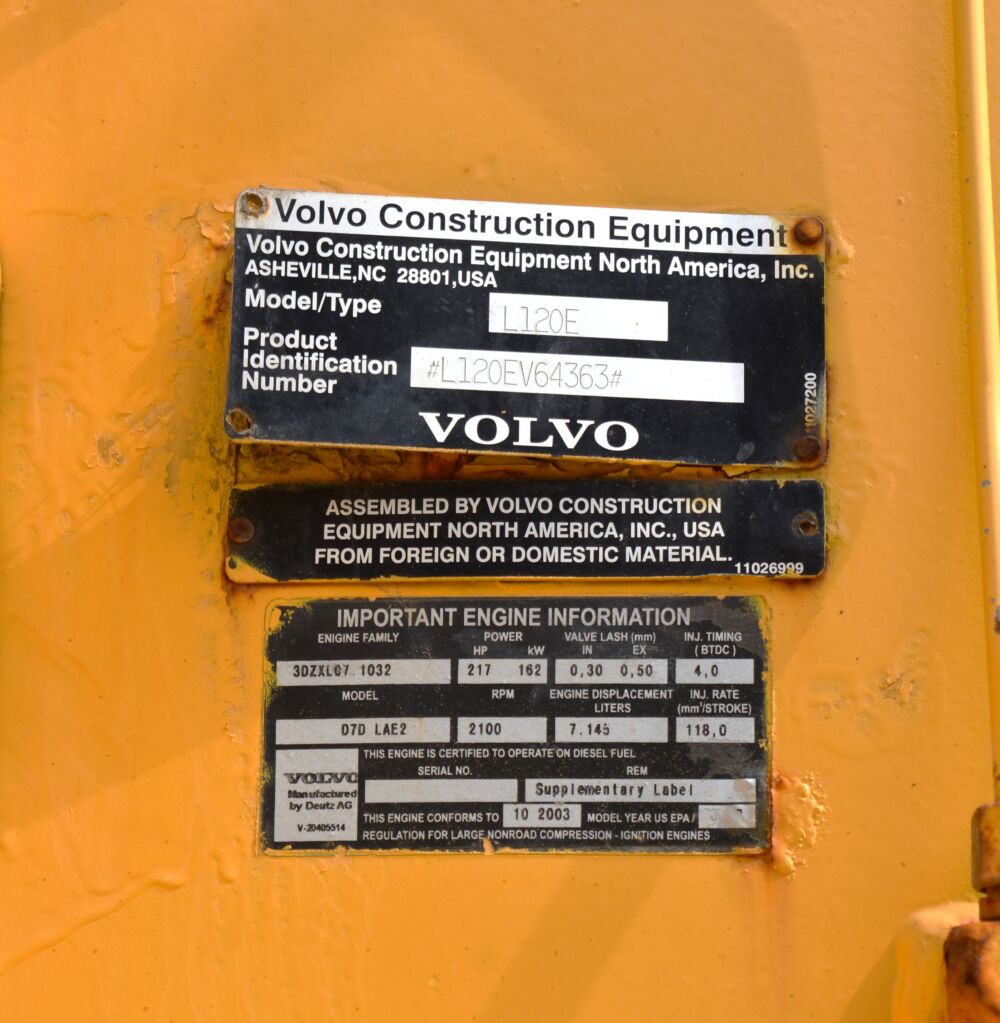 Volvo Construction Equipment
Volvo Construction Equipment North America, Inc.
ASHEVILLE,NC 28801,USA
Model/Type L120E
Product
Identification
Number
#L120EV64363#
VOLVO
11027200
ASSEMBLED BY VOLVO CONSTRUCTION
EQUIPMENT NORTH AMERICA, INC., USA
FROM FOREIGN OR DOMESTIC MATERIAL.
11026999
IMPORTANT ENGINE INFORMATION
ENGINE FAMILY POWER VALVE LASH (mm) INJ. TIMING
HP kW IN EX (BTDC)
3DZXL07.1032 217 162 0,30 0,50 4,0
MODEL RPM ENGINE DISPLACEMENT INJ. RATE
LITERS (mm³/STROKE)
D7D LAE2 2100 7.145 118,0
THIS ENGINE IS CERTIFIED TO OPERATE ON DIESEL FUEL
SERIAL NO. REM
Supplementary Label
VOLVO
Manufactured
by Deutz AG
V-20405514
THIS ENGINE CONFORMS TO 10 2003 MODEL YEAR US EPA /
REGULATION FOR LARGE NONROAD COMPRESSION - IGNITION ENGINES